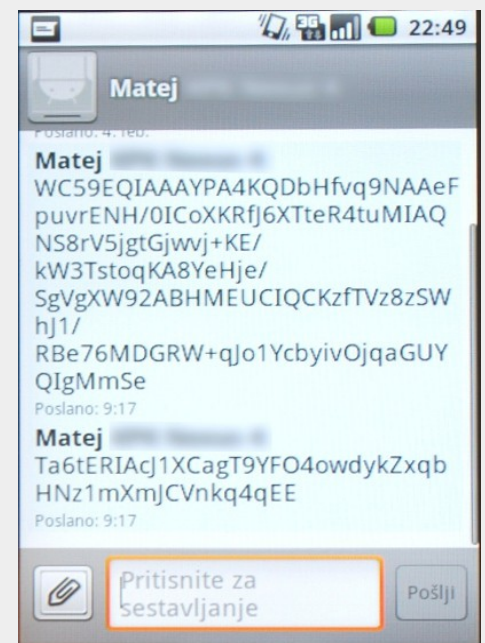 3G
22:49
Matej
Poslano: 4. feb.
Matej
WC59EQIAAAYPA4KQDbHfvq9NAAeF
puvrENH/0ICoXKRfJ6XTteR4tuMIAQ
NS8rV5jgtGjwvj+KE/
kW3TstoqKA8YeHje/
SgVgXW92ABHMEUCIQCKzfTVz8zSW
hJ1/
RBe76MDGRW+qJo1YcbyivOjqaGUY
QIgMmSe
Poslano: 9:17
Matej
Ta6tERIAcJ1XCagT9YFO4owdykZxqb
HNz1mXmJCVnkq4qEE
Poslano: 9:17
Pritisnite za
sestavljanje
Pošlji